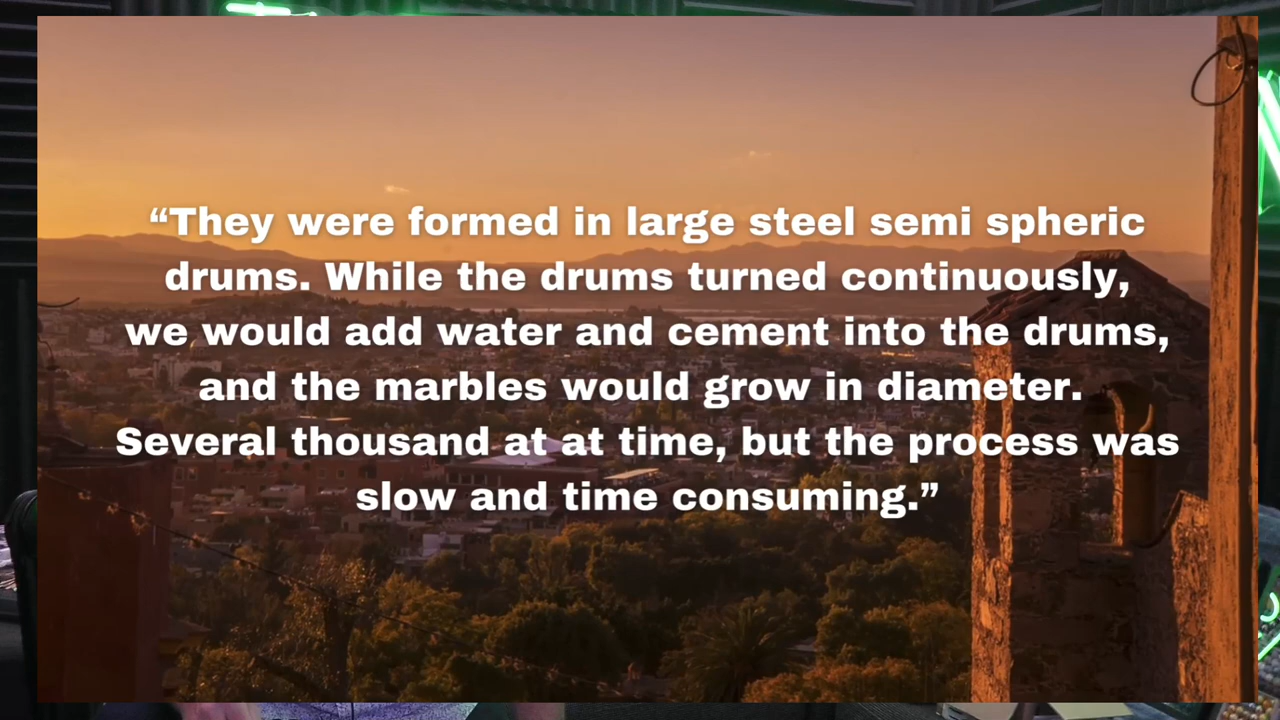 “They were formed in large steel semi spheric
drums. While the drums turned continuously,
we would add water and cement into the drums,
and the marbles would grow in diameter.
Several thousand at at time, but the process was
slow and time consuming.”